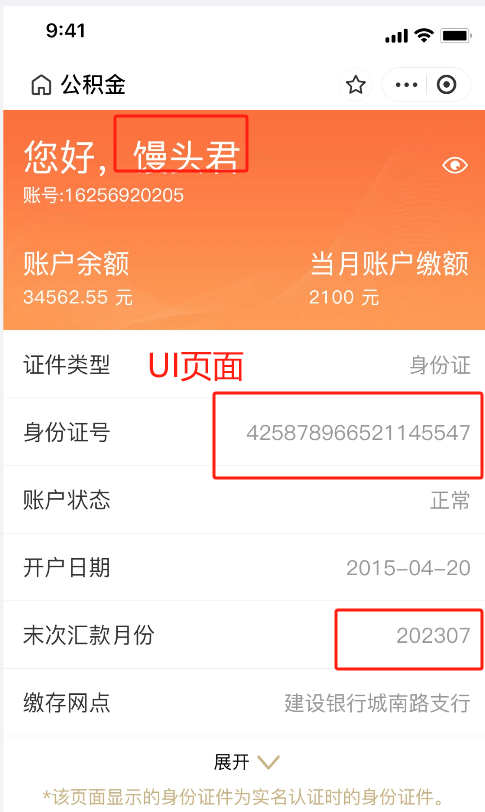 9:41
公积金
您好，馒头君
账号:16256920205
账户余额 当月账户缴额
34562.55 元 2100 元
证件类型 UI页面 身份证
身份证号 425878966521145547
账户状态 正常
开户日期 2015-04-20
末次汇款月份 202307
缴存网点 建设银行城南路支行
展开
*该页面显示的身份证件为实名认证时的身份证件。